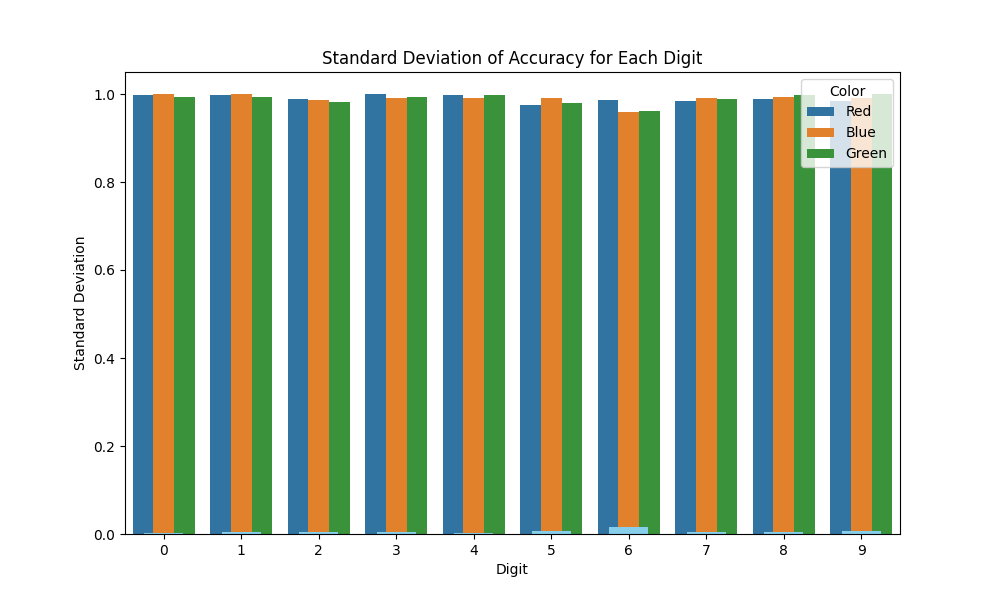 Standard Deviation of Accuracy for Each Digit
Color
Red
Blue
Green
1.0
0.8
0.6
0.4
0.2
0.0
Standard Deviation
0 1 2 3 4 5 6 7 8 9
Digit